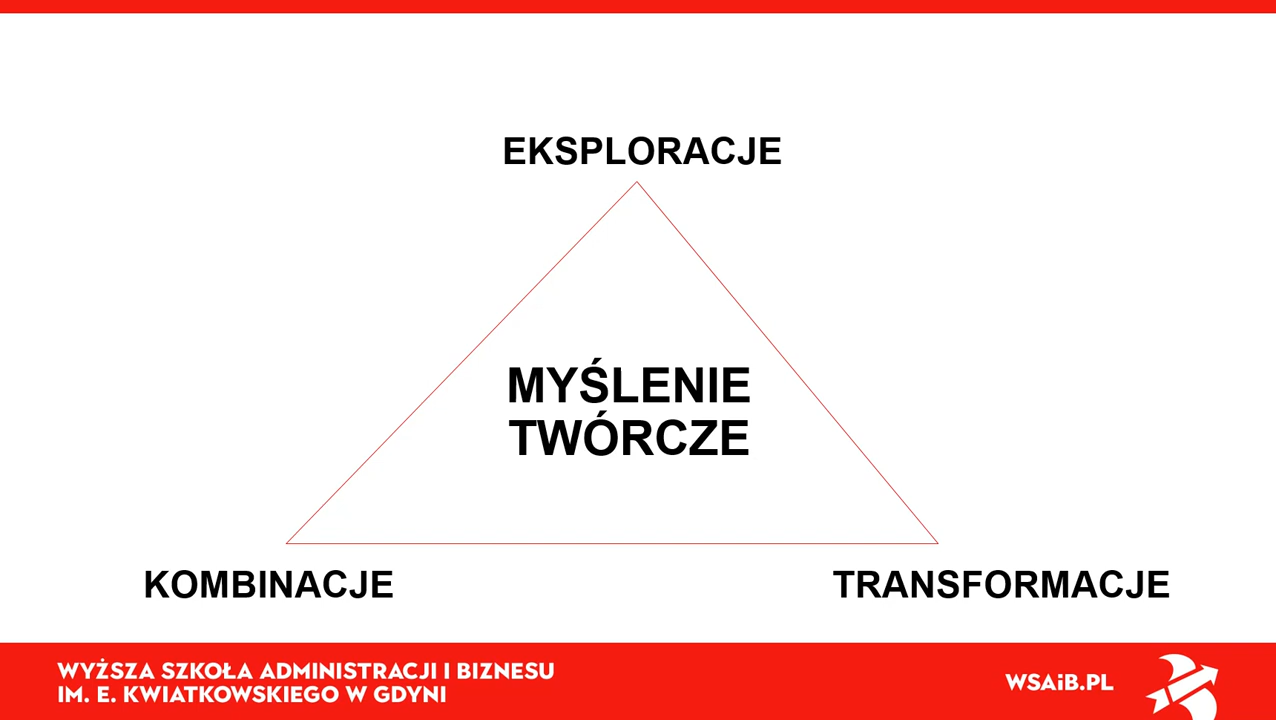 EKSPLORACJE
MYŚLENIE
TWÓRCZE
KOMBINACJE
TRANSFORMACJE
WYŻSZA SZKOŁA ADMINISTRACJI I BIZNESU
IM. E. KWIATKOWSKIEGO W GDYNI
WSAiB.PL